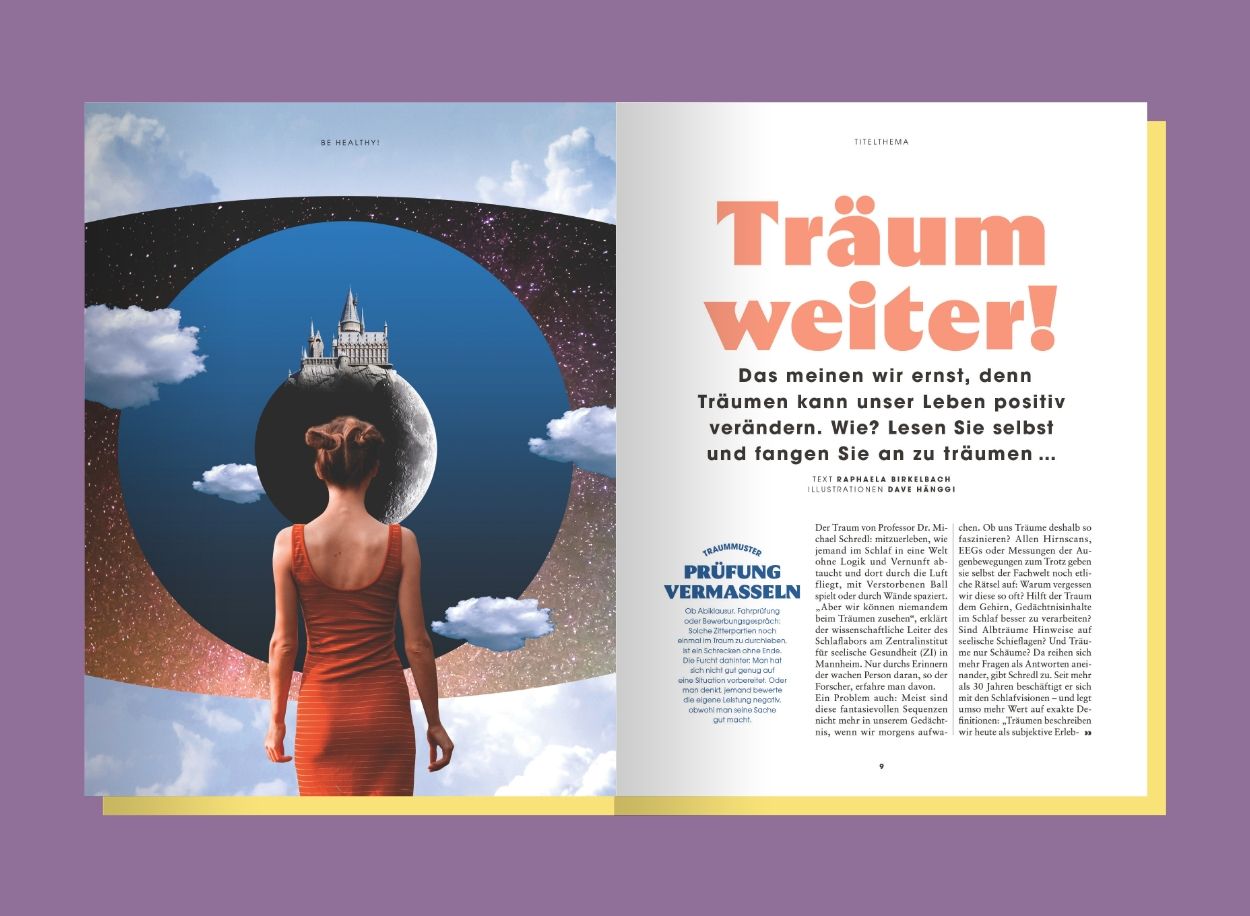 BE HEALTHY!
TITELTHEMA
Träum
weiter!
Das meinen wir ernst, denn
Träumen kann unser Leben positiv
verändern. Wie? Lesen Sie selbst
und fangen Sie an zu träumen ...
TEXT RAPHAELA BIRKELBACH
ILLUSTRATIONEN DAVE HÄNGGI
TRAUMMUSTER
PRÜFUNG
VERMASSELN
Ob Abiklausur, Fahrprüfung
oder Bewerbungsgespräch:
Solche Zitterpartien noch
einmal im Traum zu durchleben,
ist ein Schrecken ohne Ende.
Die Furcht dahinter: Man hat
sich nicht gut genug auf
eine Situation vorbereitet. Oder
man denkt, jemand bewerte
die eigene Leistung negativ,
obwohl man seine Sache
gut macht.
Der Traum von Professor Dr. Mi-
chael Schredl: mitzuerleben, wie
jemand im Schlaf in eine Welt
ohne Logik und Vernunft ab-
taucht und dort durch die Luft
fliegt, mit Verstorbenen Ball
spielt oder durch Wände spaziert.
„Aber wir können niemandem
beim Träumen zusehen“, erklärt
der wissenschaftliche Leiter des
Schlaflabors am Zentralinstitut
für seelische Gesundheit (ZI) in
Mannheim. Nur durchs Erinnern
der wachen Person daran, so der
Forscher, erfahre man davon.
Ein Problem auch: Meist sind
diese fantasievollen Sequenzen
nicht mehr in unserem Gedächt-
nis, wenn wir morgens aufwa-
chen. Ob uns Träume deshalb so
faszinieren? Allen Hirnscans,
EEGs oder Messungen der Au-
genbewegungen zum Trotz geben
sie selbst der Fachwelt noch etli-
che Rätsel auf: Warum vergessen
wir diese so oft? Hilft der Traum
dem Gehirn, Gedächtnisinhalte
im Schlaf besser zu verarbeiten?
Sind Albträume Hinweise auf
seelische Schieflagen? Und Träu-
me nur Schäume? Da reihen sich
mehr Fragen als Antworten anei-
nander, gibt Schredl zu. Seit mehr
als 30 Jahren beschäftigt er sich
mit den Schlafvisionen – und legt
umso mehr Wert auf exakte De-
finitionen: „Träumen beschreiben
wir heute als subjektive Erleb- »
9